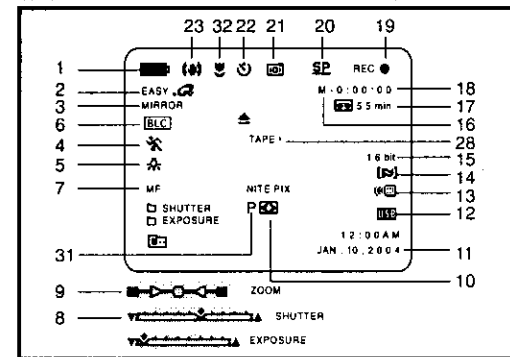 23 32 22 21 20 19
1 SP REC
2 EASY M - 0 : 00 : 00 18
3 MIRROR 55 min 17
6 BLC 16
TAPE 28
4
16 bit 15
5 14
7 MF NITE PIX 13
SHUTTER P USB 12
EXPOSURE
12:00AM
31 JAN.10,2004 11
10
9 ZOOM
8 SHUTTER
EXPOSURE